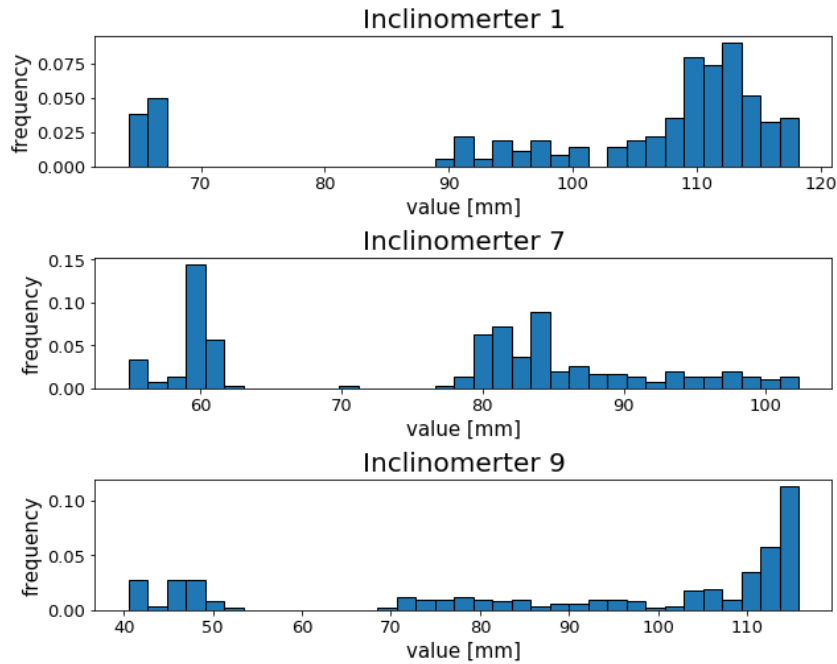 Inclinomerter 1
frequency
0.075
0.050
0.025
0.000
70 80 90 100 110 120
value [mm]
Inclinomerter 7
frequency
0.15
0.10
0.05
0.00
60 70 80 90 100
value [mm]
Inclinomerter 9
frequency
0.10
0.05
0.00
40 50 60 70 80 90 100 110
value [mm]